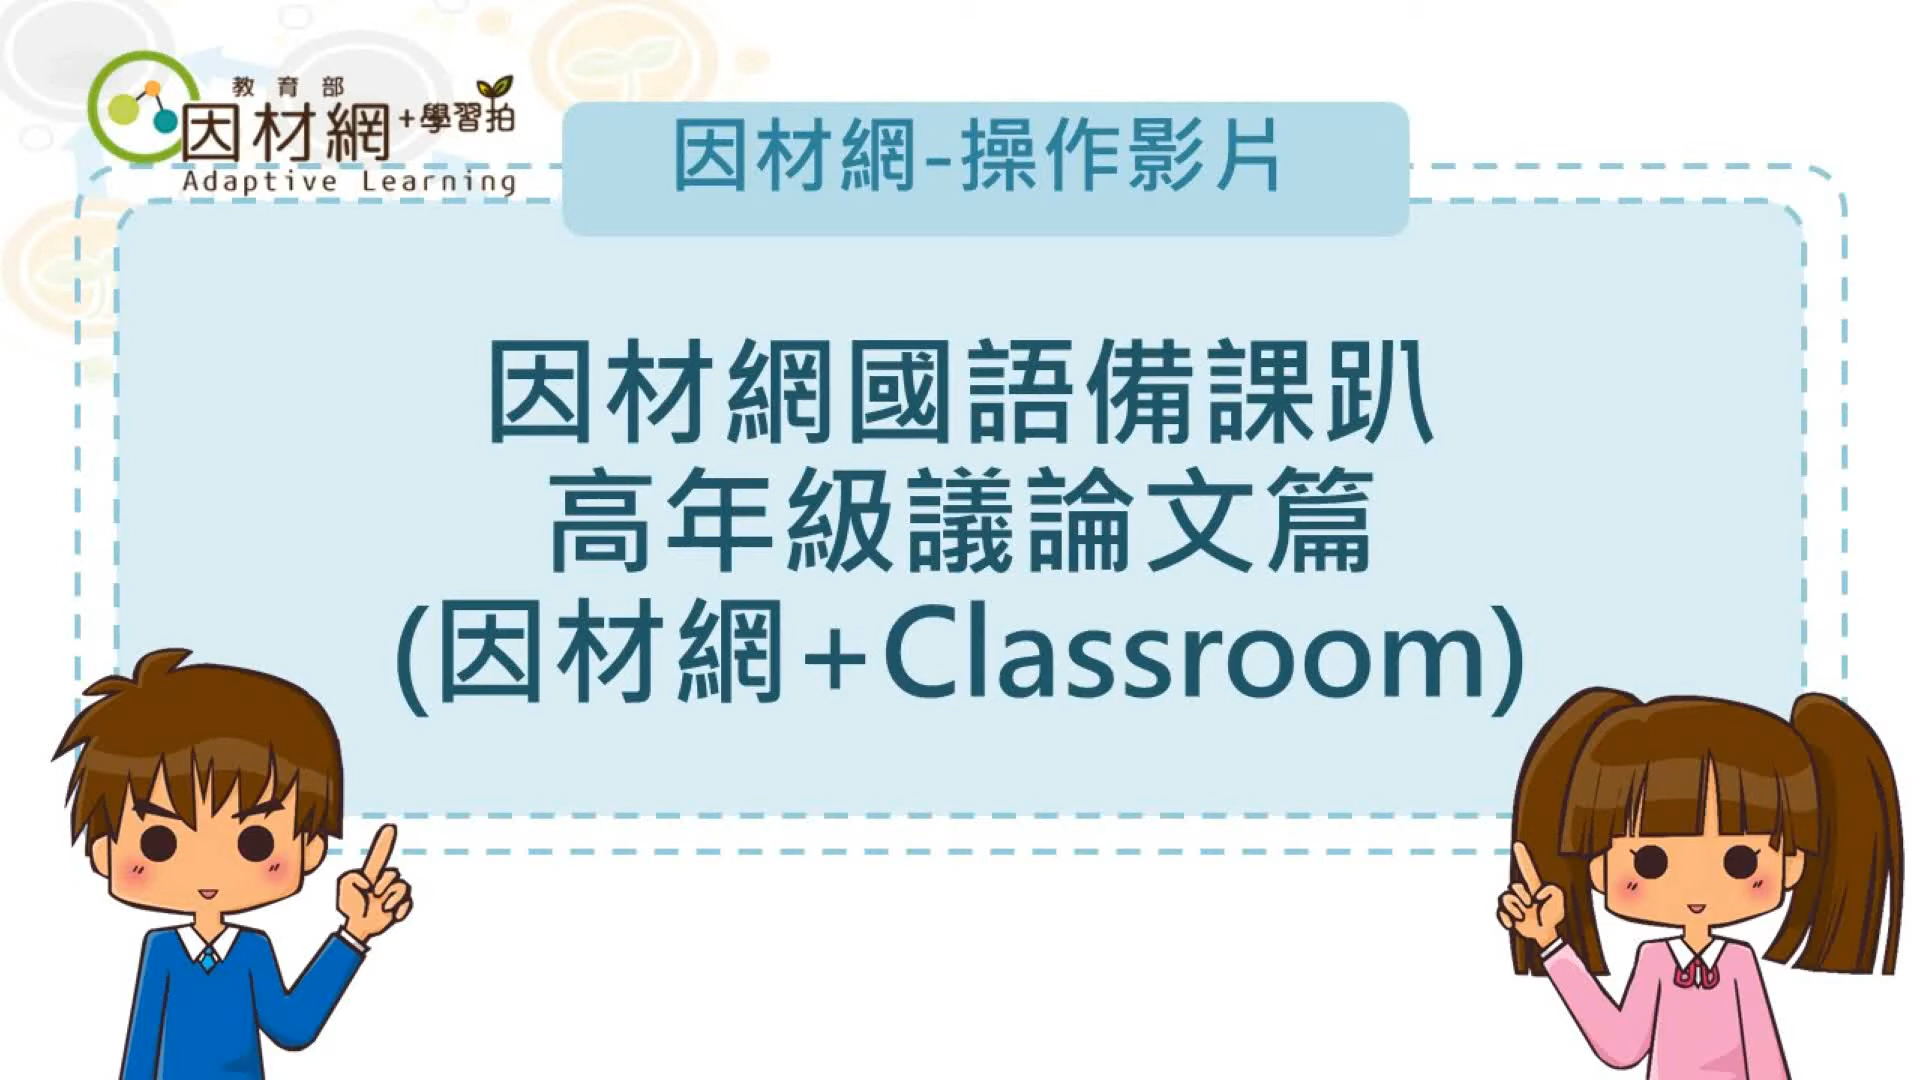 教育部
因材網+學習拍
Adaptive Learning
因材網-操作影片
因材網國語備課趴
高年級議論文篇
(因材網+Classroom)